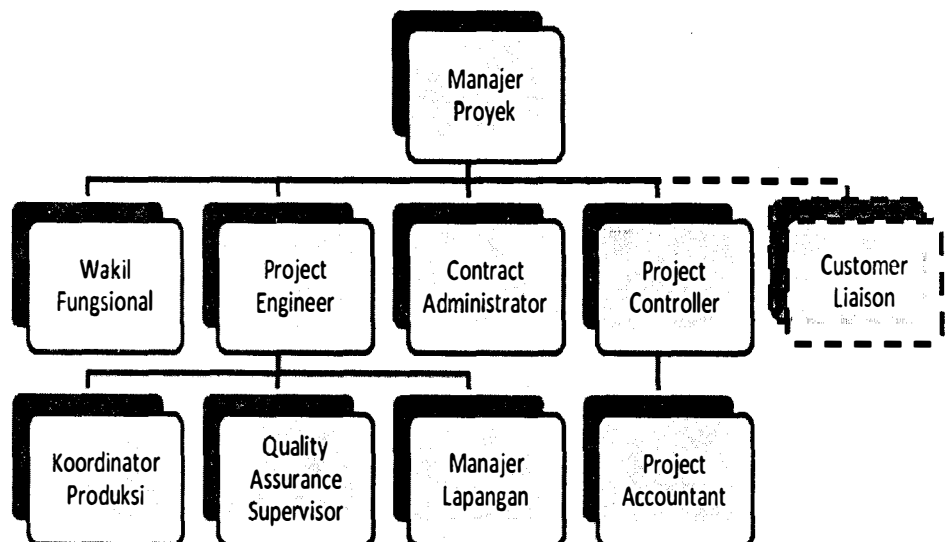 Manajer
Proyek
Wakil
Fungsional
Project
Engineer
Contract
Administrator
Project
Controller
Customer
Liaison
Koordinator
Produksi
Quality
Assurance
Supervisor
Manajer
Lapangan
Project
Accountant